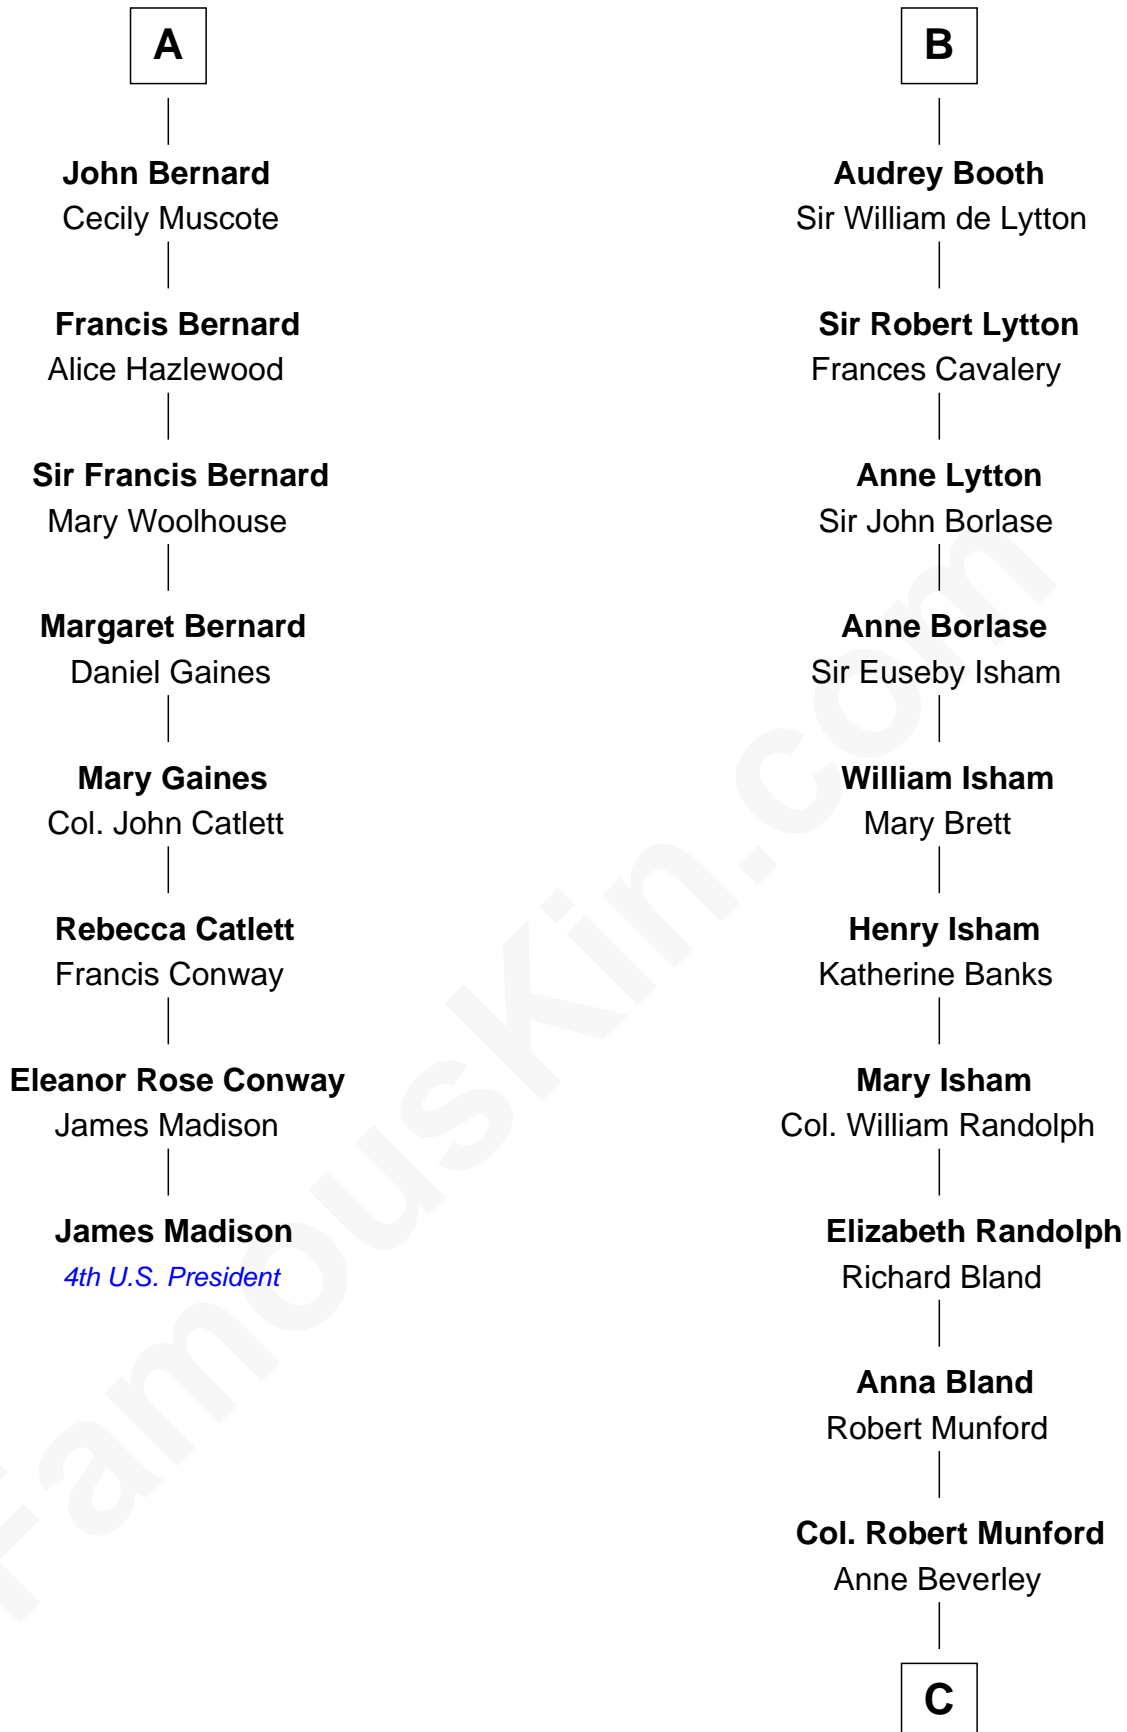 A
John Bernard
Cecily Muscote
Francis Bernard
Alice Hazlewood
Sir Francis Bernard
Mary Woolhouse
Margaret Bernard
Daniel Gaines
Mary Gaines
Col. John Catlett
Rebecca Catlett
Francis Conway
Eleanor Rose Conway
James Madison
James Madison
4th U.S. President
B
Audrey Booth
Sir William de Lytton
Sir Robert Lytton
Frances Cavalery
Anne Lytton
Sir John Borlase
Anne Borlase
Sir Euseby Isham
William Isham
Mary Brett
Henry Isham
Katherine Banks
Mary Isham
Col. William Randolph
Elizabeth Randolph
Richard Bland
Anna Bland
Robert Munford
Col. Robert Munford
Anne Beverley
C
FamousKin.com